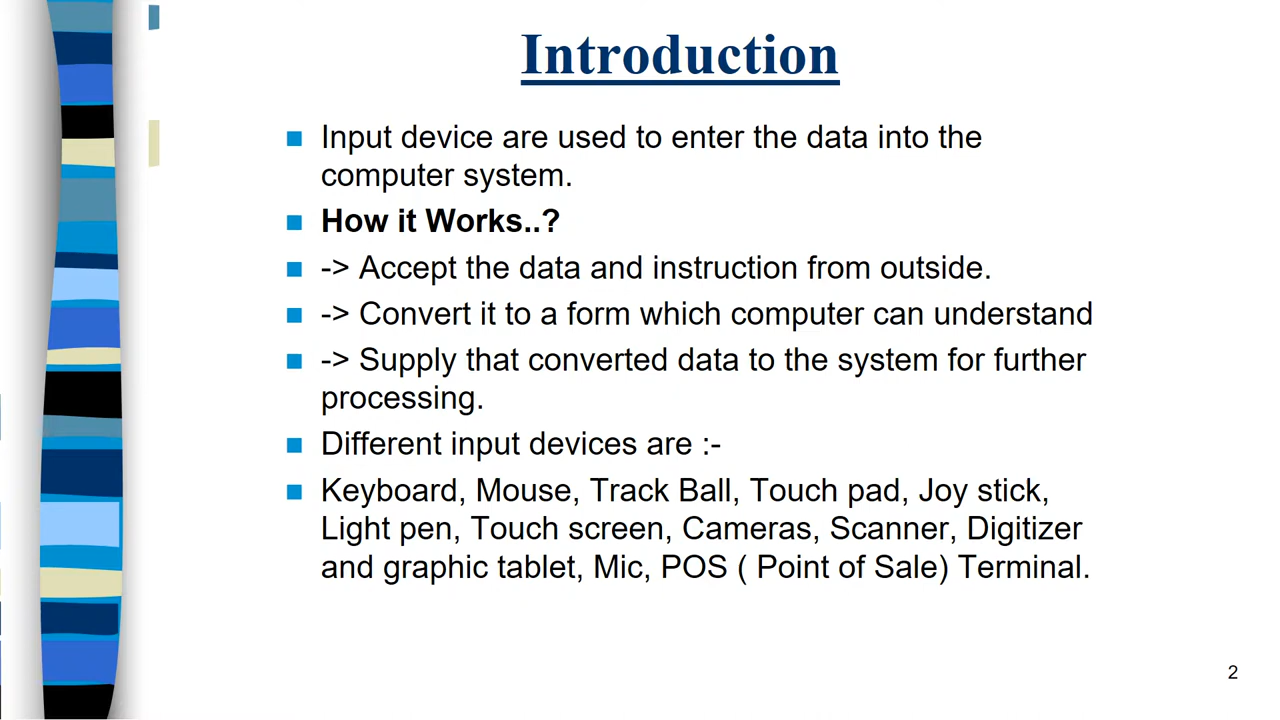 Introduction
Input device are used to enter the data into the
computer system.
How it Works..?
-> Accept the data and instruction from outside.
-> Convert it to a form which computer can understand
-> Supply that converted data to the system for further
processing.
Different input devices are :-
Keyboard, Mouse, Track Ball, Touch pad, Joy stick,
Light pen, Touch screen, Cameras, Scanner, Digitizer
and graphic tablet, Mic, POS ( Point of Sale) Terminal.
2